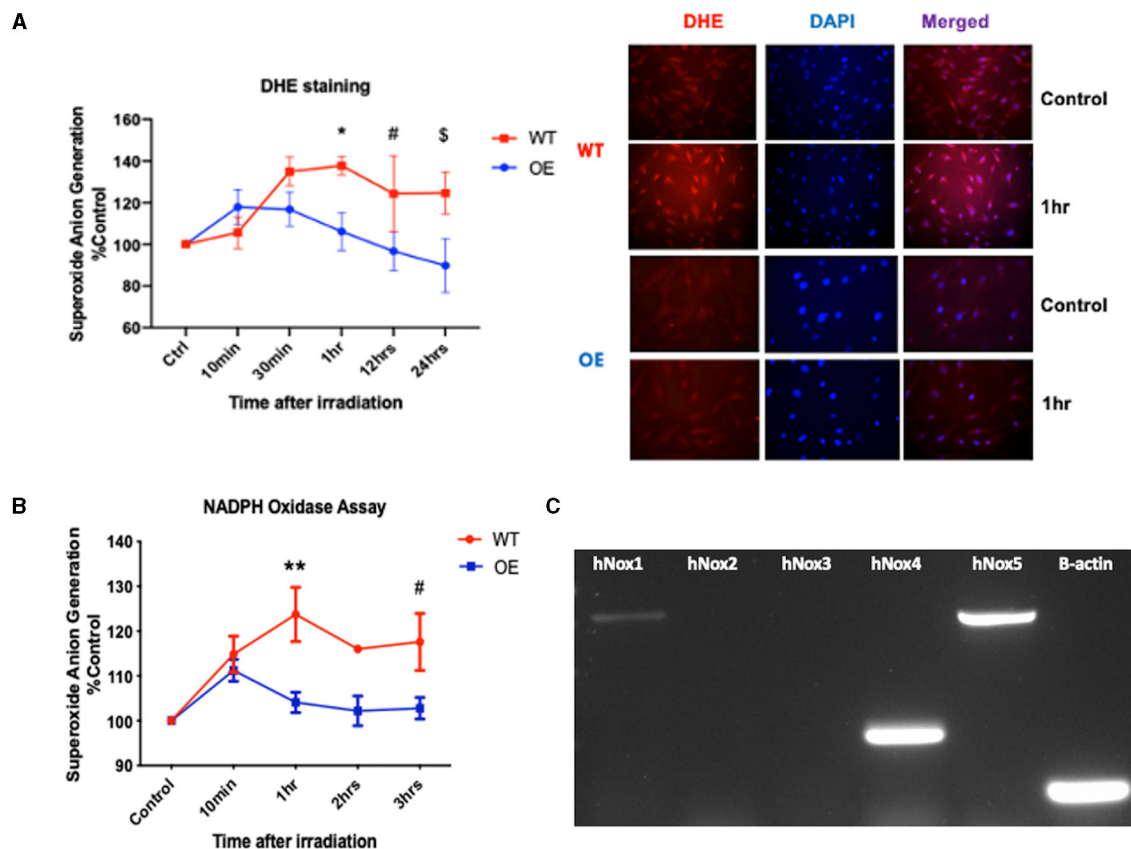 A
DHE staining
Superoxide Anion Generation
%Control
160
140
120
100
80
60
Ctrl
10min
30min
1hr
12hrs
24hrs
Time after irradiation
*
#
$
WT
OE
DHE
DAPI
Merged
WT
Control
1hr
OE
Control
1hr
B
NADPH Oxidase Assay
Superoxide Anion Generation
%Control
140
130
120
110
100
90
Control
10min
1hr
2hrs
3hrs
Time after irradiation
**
#
WT
OE
C
hNox1 hNox2 hNox3 hNox4 hNox5 B-actin